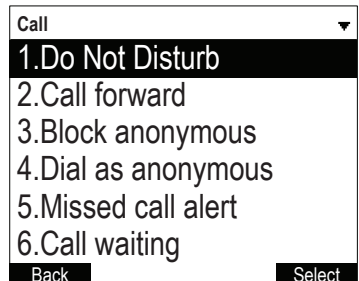 Call
1.Do Not Disturb
2.Call forward
3.Block anonymous
4.Dial as anonymous
5.Missed call alert
6.Call waiting
Back Select